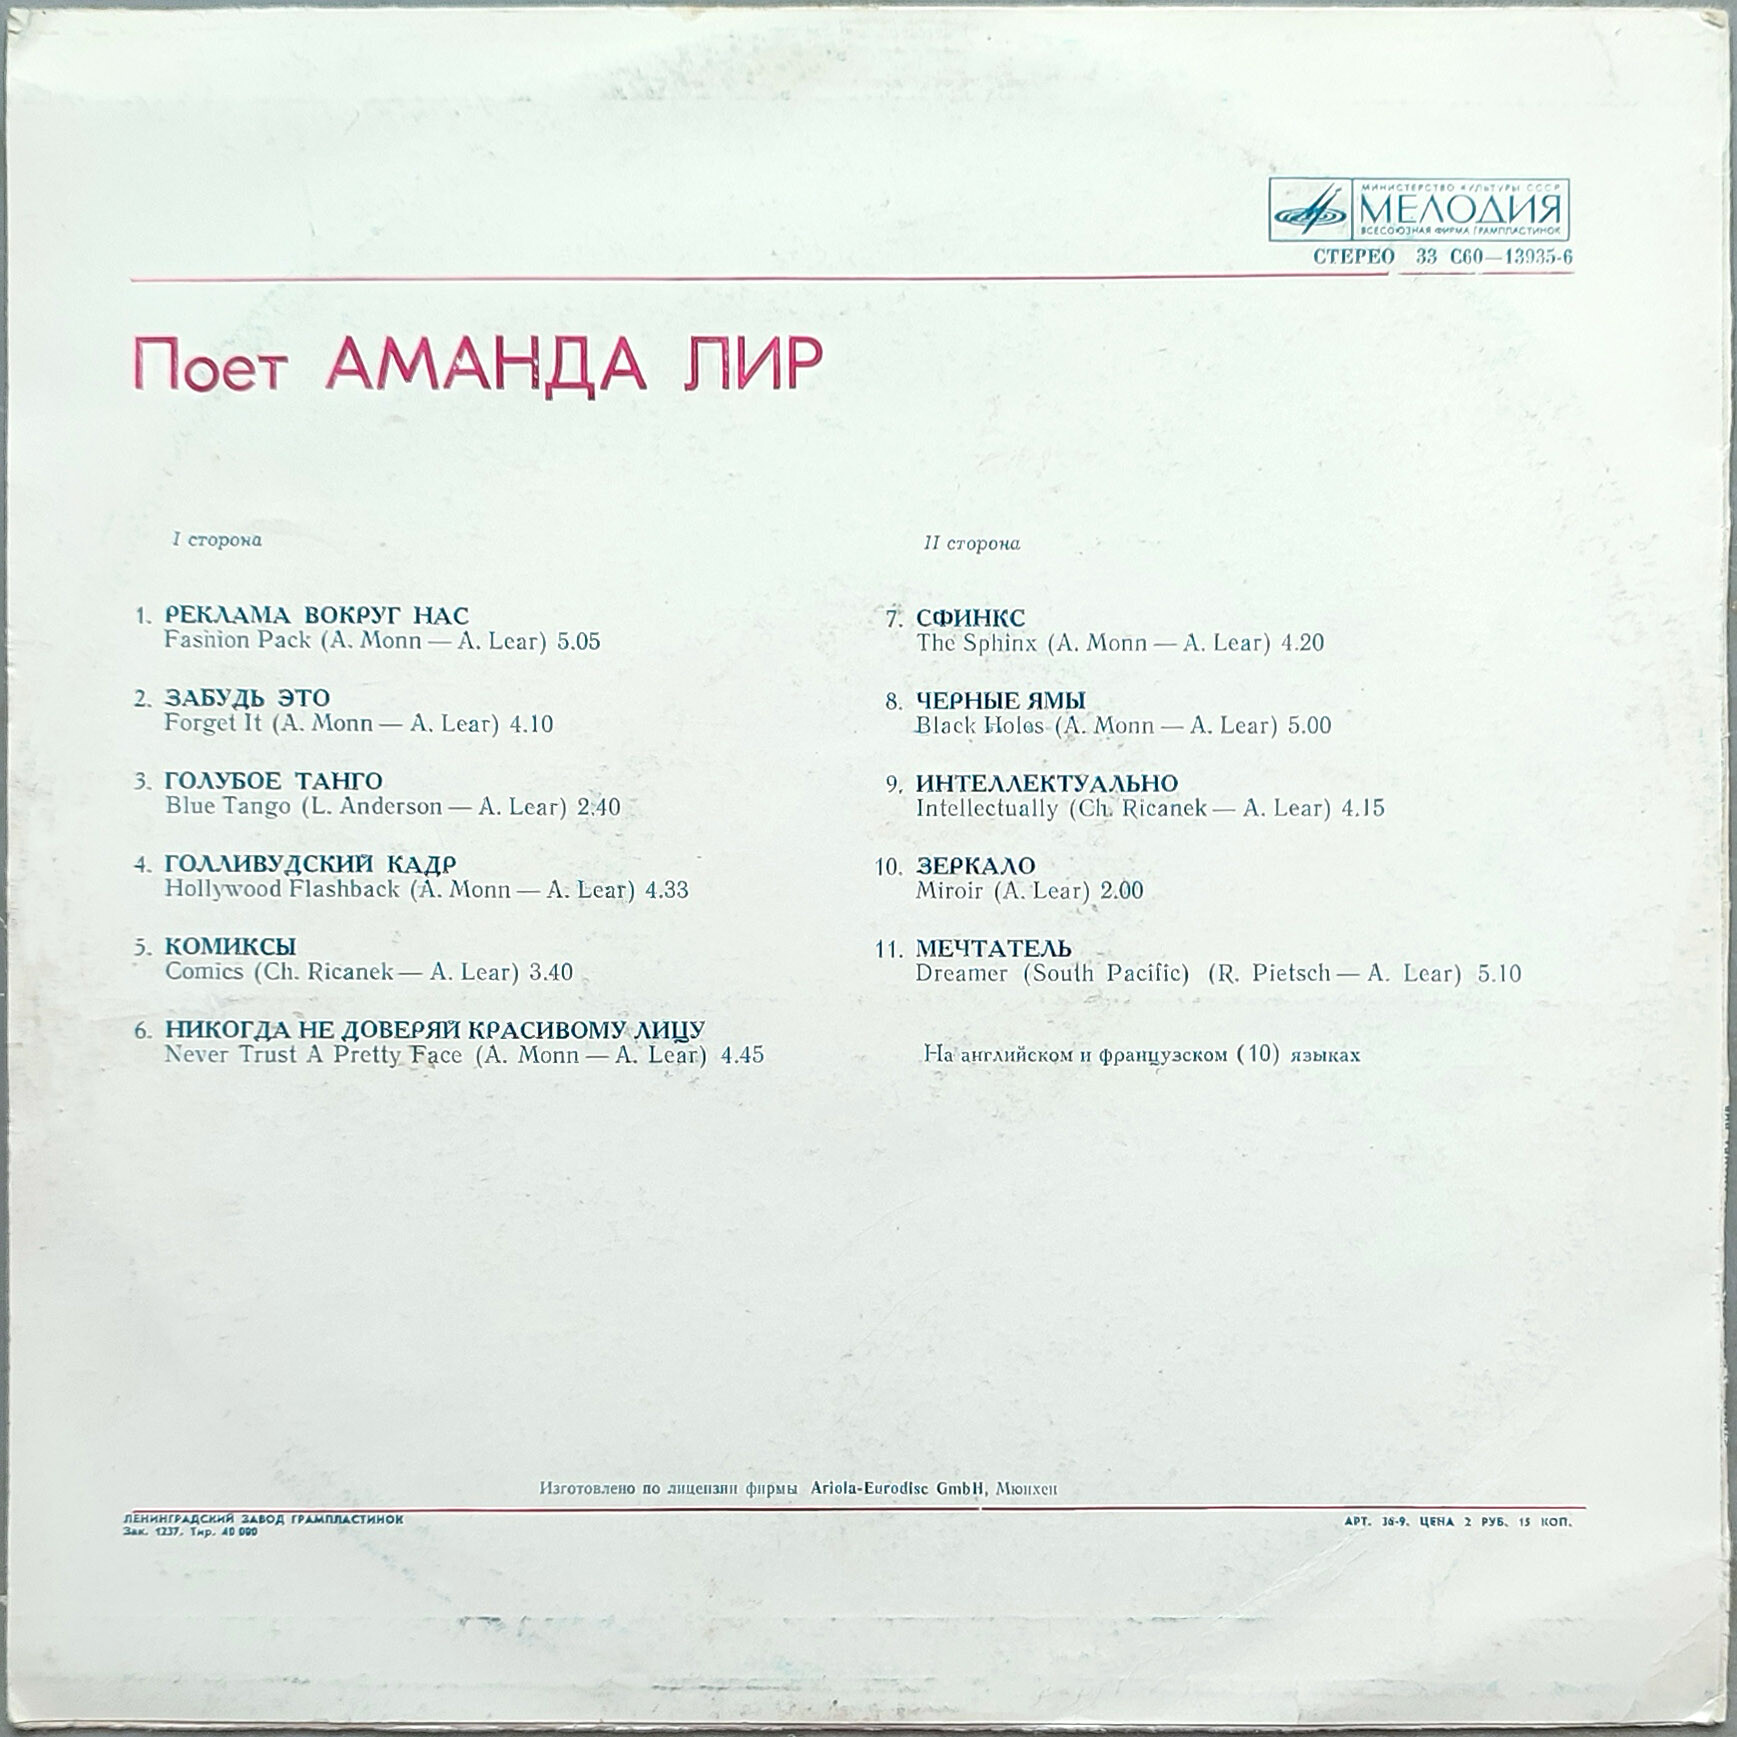 МИНИСТЕРСТВО КУЛЬТУРЫ СССР
МЕЛОДИЯ
ВСЕСОЮЗНАЯ ФИРМА ГРАМПЛАСТИНОК
СТЕРЕО 33 С60—13935-6
Поет АМАНДА ЛИР
I сторона
1. РЕКЛАМА ВОКРУГ НАС
Fashion Pack (A. Monn — A. Lear) 5.05
2. ЗАБУДЬ ЭТО
Forget It (A. Monn — A. Lear) 4.10
3. ГОЛУБОЕ ТАНГО
Blue Tango (L. Anderson — A. Lear) 2.40
4. ГОЛЛИВУДСКИЙ КАДР
Hollywood Flashback (A. Monn — A. Lear) 4.33
5. КОМИКСЫ
Comics (Ch. Ricanek — A. Lear) 3.40
6. НИКОГДА НЕ ДОВЕРЯЙ КРАСИВОМУ ЛИЦУ
Never Trust A Pretty Face (A. Monn — A. Lear) 4.45
II сторона
7. СФИНКС
The Sphinx (A. Monn — A. Lear) 4.20
8. ЧЕРНЫЕ ЯМЫ
Black Holes (A. Monn — A. Lear) 5.00
9. ИНТЕЛЛЕКТУАЛЬНО
Intellectually (Ch. Ricanek — A. Lear) 4.15
10. ЗЕРКАЛО
Miroir (A. Lear) 2.00
11. МЕЧТАТЕЛЬ
Dreamer (South Pacific) (R. Pietsch — A. Lear) 5.10
На английском и французском (10) языках
Изготовлено по лицензии фирмы Ariola-Eurodisc GmbH, Мюнхен
ЛЕНИНГРАДСКИЙ ЗАВОД ГРАМПЛАСТИНОК
Зак. 1237. Тир. 40 000
АРТ. 36-9. ЦЕНА 2 РУБ. 15 КОП.